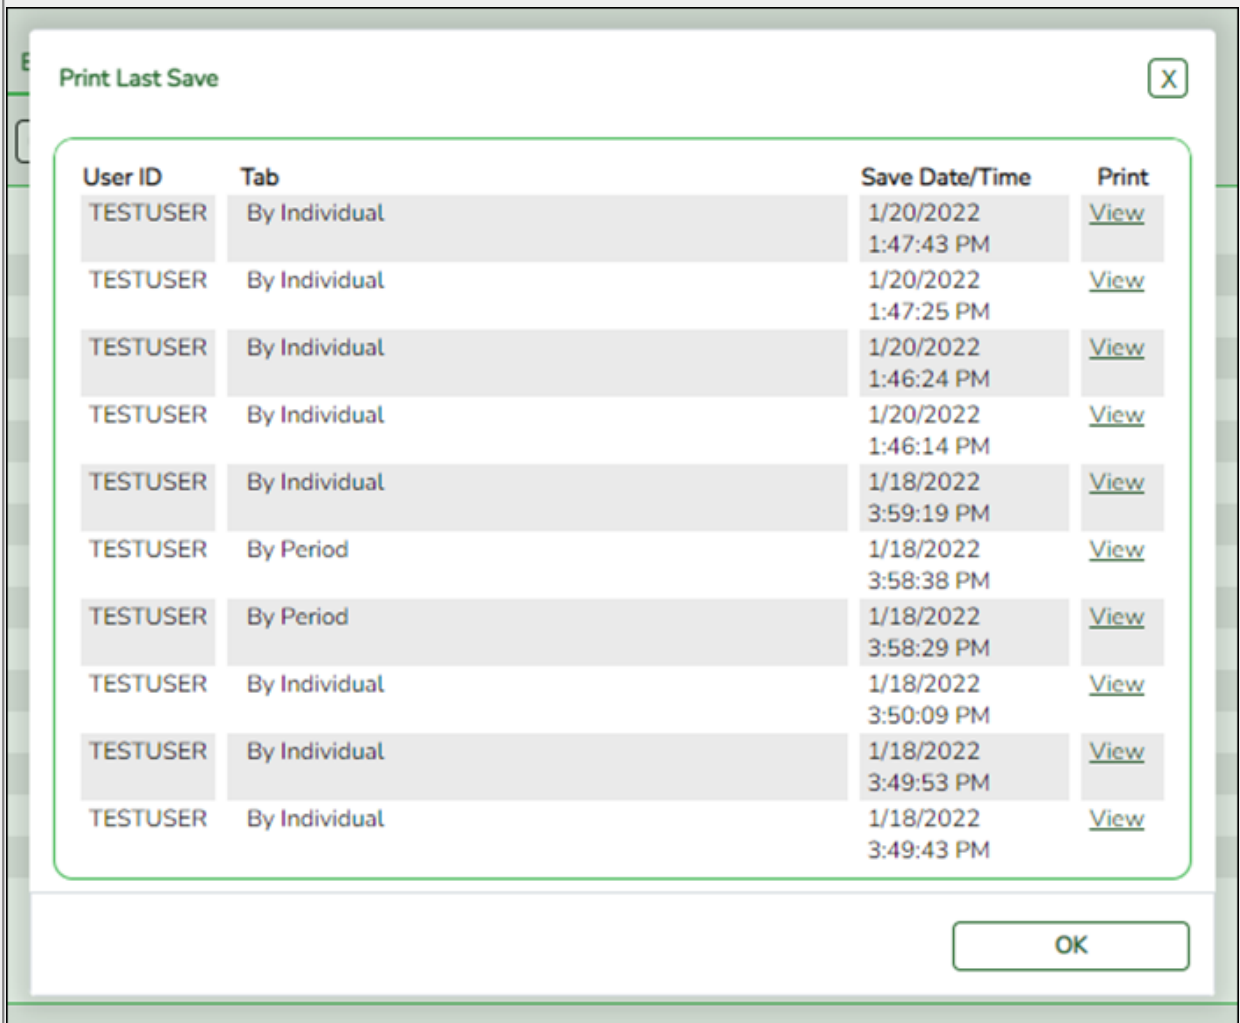 Print Last Save
X
User ID Tab Save Date/Time Print
TESTUSER By Individual 1/20/2022 View
1:47:43 PM
TESTUSER By Individual 1/20/2022 View
1:47:25 PM
TESTUSER By Individual 1/20/2022 View
1:46:24 PM
TESTUSER By Individual 1/20/2022 View
1:46:14 PM
TESTUSER By Individual 1/18/2022 View
3:59:19 PM
TESTUSER By Period 1/18/2022 View
3:58:38 PM
TESTUSER By Period 1/18/2022 View
3:58:29 PM
TESTUSER By Individual 1/18/2022 View
3:50:09 PM
TESTUSER By Individual 1/18/2022 View
3:49:53 PM
TESTUSER By Individual 1/18/2022 View
3:49:43 PM
OK